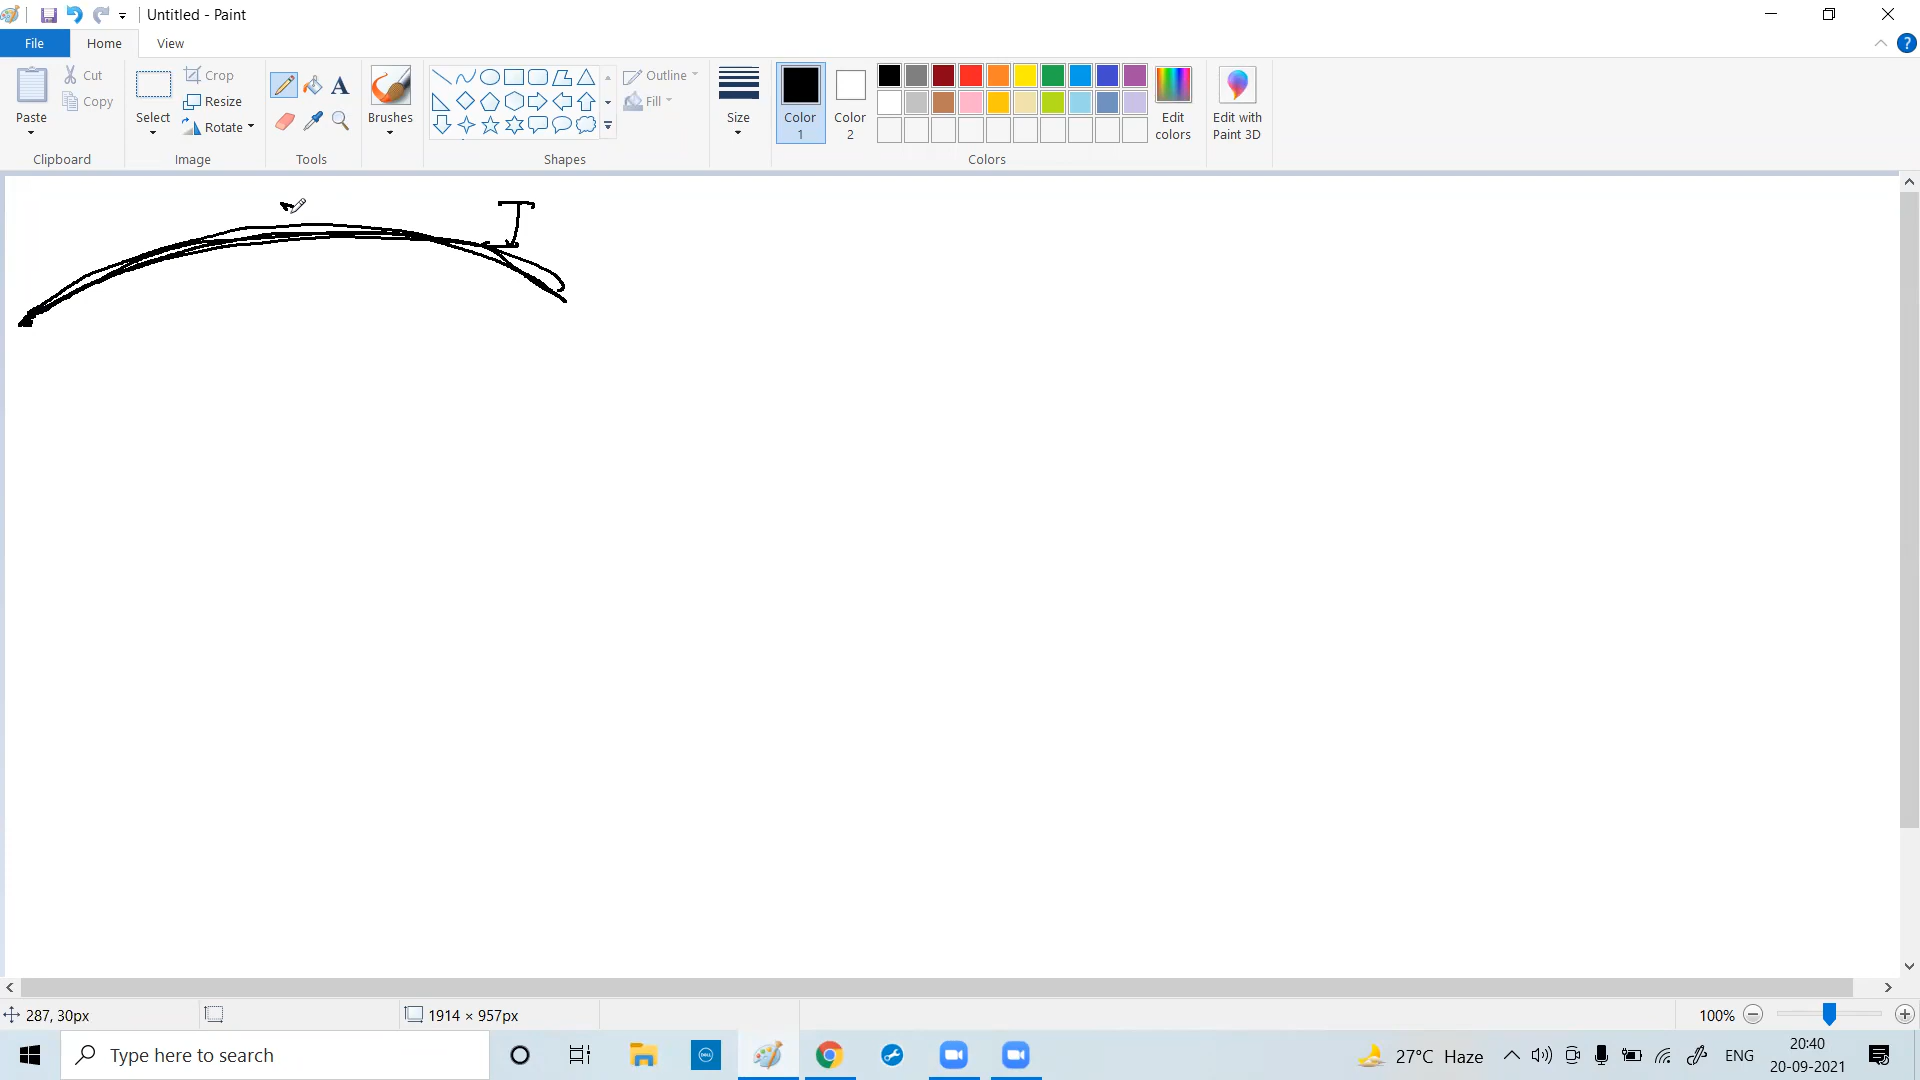 Untitled - Paint
File Home View
Paste
Cut
Copy
Clipboard
Select
Crop
Resize
Rotate
Image
A
Tools
Brushes
Shapes
Outline
Fill
Size
Color 1
Color 2
Colors
Edit colors
Edit with Paint 3D
?
I
287, 30px
1914 × 957px
100%
Type here to search
DELL
27°C Haze
ENG
20:40
20-09-2021